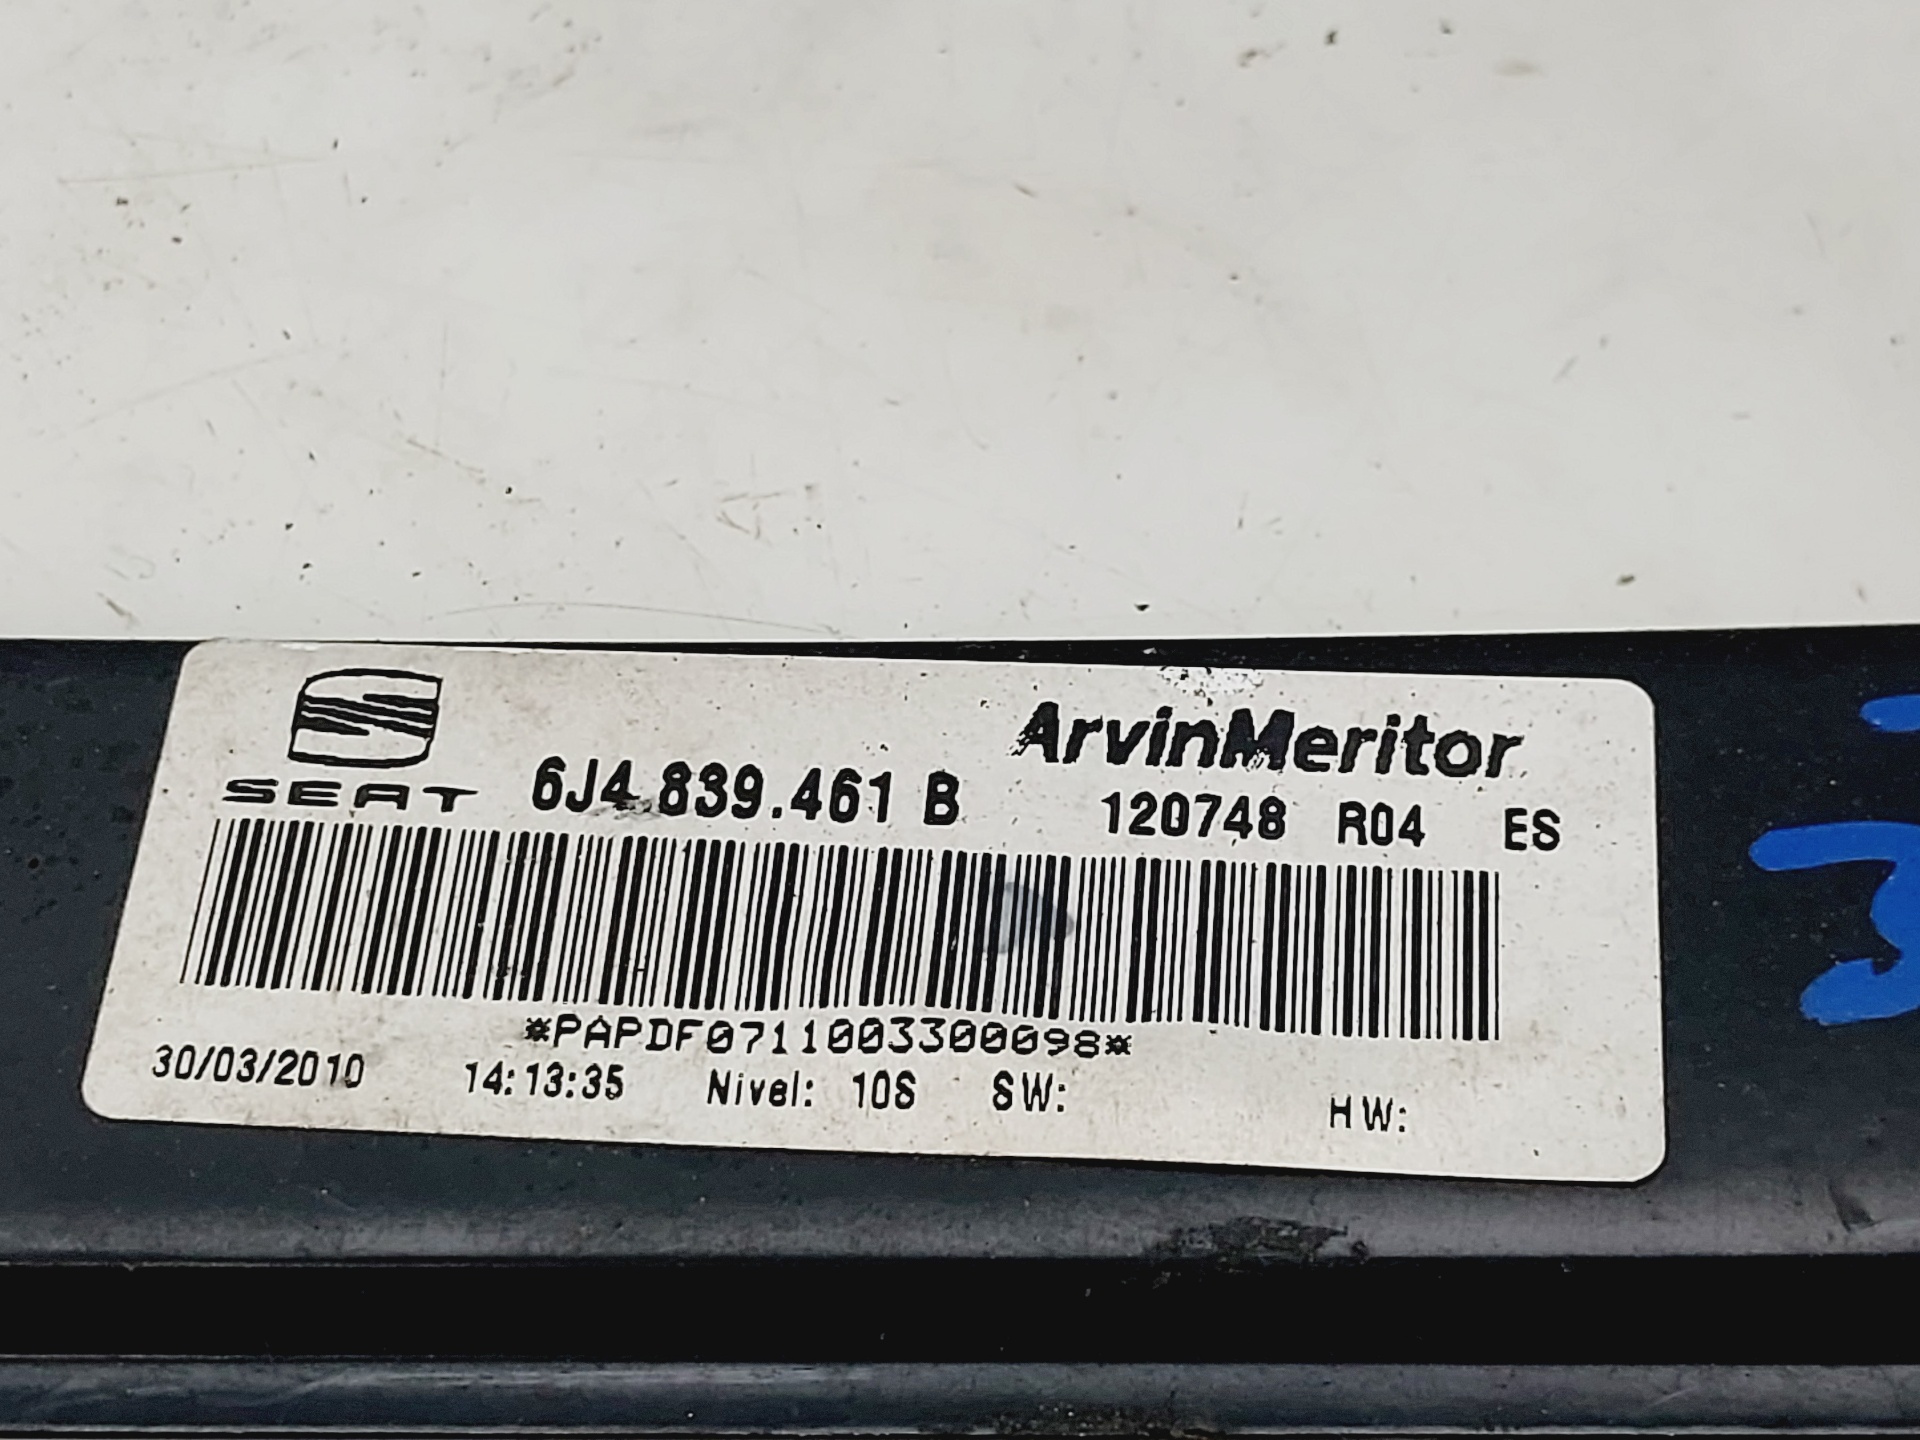 ArvinMeritor
SEAT 6J4.839.461 B 120748 R04 ES
*PAPDF0711003300098*
30/03/2010 14:13:35 Nivel: 10S SW: HW: